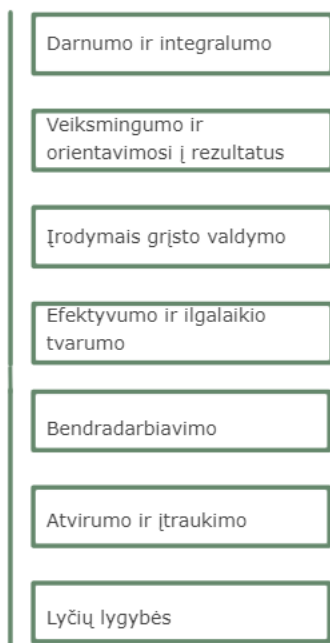 Darnumo ir integralumo
Veiksmingumo ir
orientavimosi į rezultatus
Įrodymais grįsto valdymo
Efektyvumo ir ilgalaikio
tvarumo
Bendradarbiavimo
Atvirumo ir įtraukimo
Lyčių lygybės